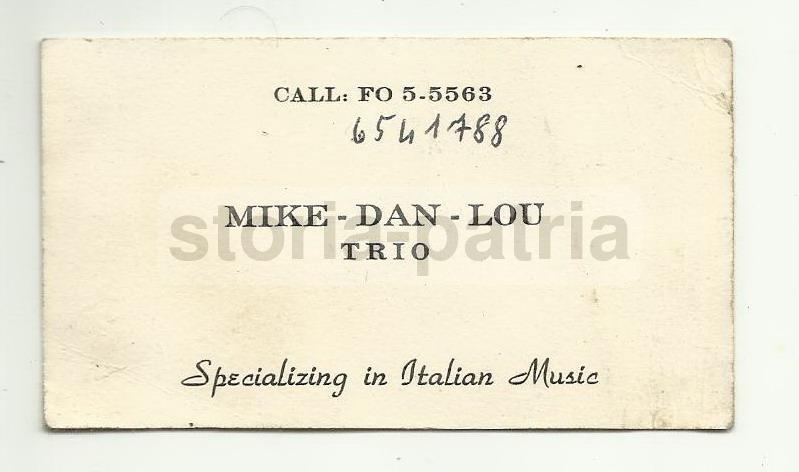 CALL: FO 5-5563
6541788
MIKE - DAN - LOU
TRIO
storia-patria
Specializing in Italian Music